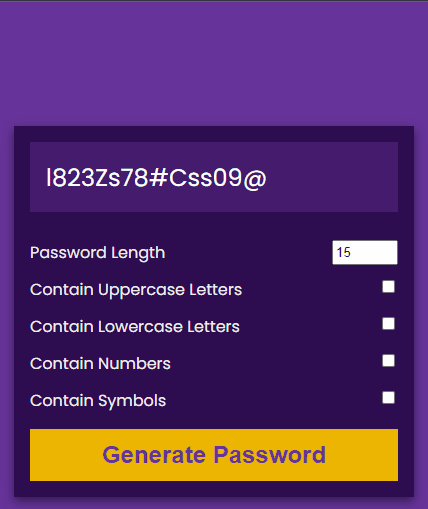 l823Zs78#Css09@
Password Length 15
Contain Uppercase Letters
Contain Lowercase Letters
Contain Numbers
Contain Symbols
Generate Password